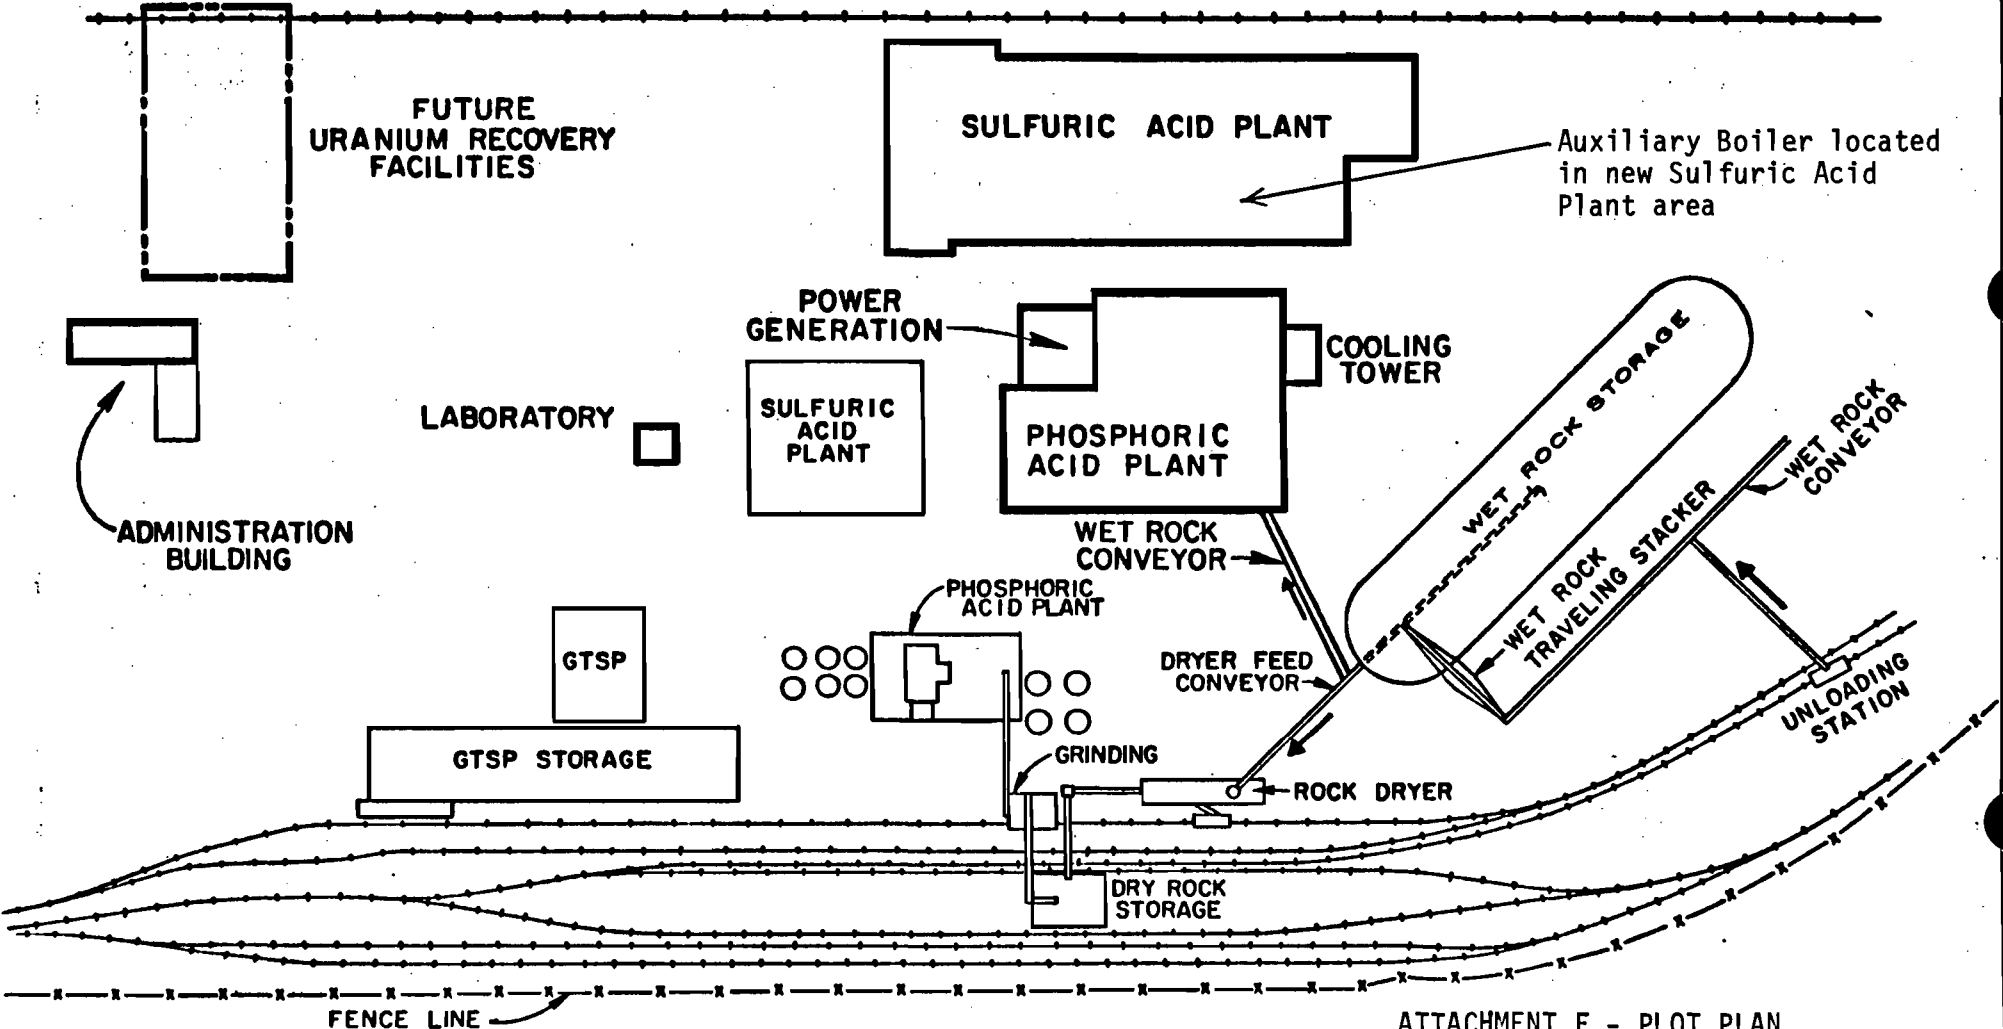 FUTURE
URANIUM RECOVERY
FACILITIES
SULFURIC ACID PLANT
Auxiliary Boiler located
in new Sulfuric Acid
Plant area
POWER
GENERATION
COOLING
TOWER
WET ROCK STORAGE
WET ROCK
CONVEYOR
LABORATORY
SULFURIC
ACID
PLANT
PHOSPHORIC
ACID PLANT
ADMINISTRATION
BUILDING
WET ROCK
CONVEYOR
WET ROCK
TRAVELING STACKER
PHOSPHORIC
ACID PLANT
GTSP
DRYER FEED
CONVEYOR
UNLOADING
STATION
GTSP STORAGE
GRINDING
ROCK DRYER
DRY ROCK
STORAGE
FENCE LINE
ATTACHMENT E - PLOT PLAN